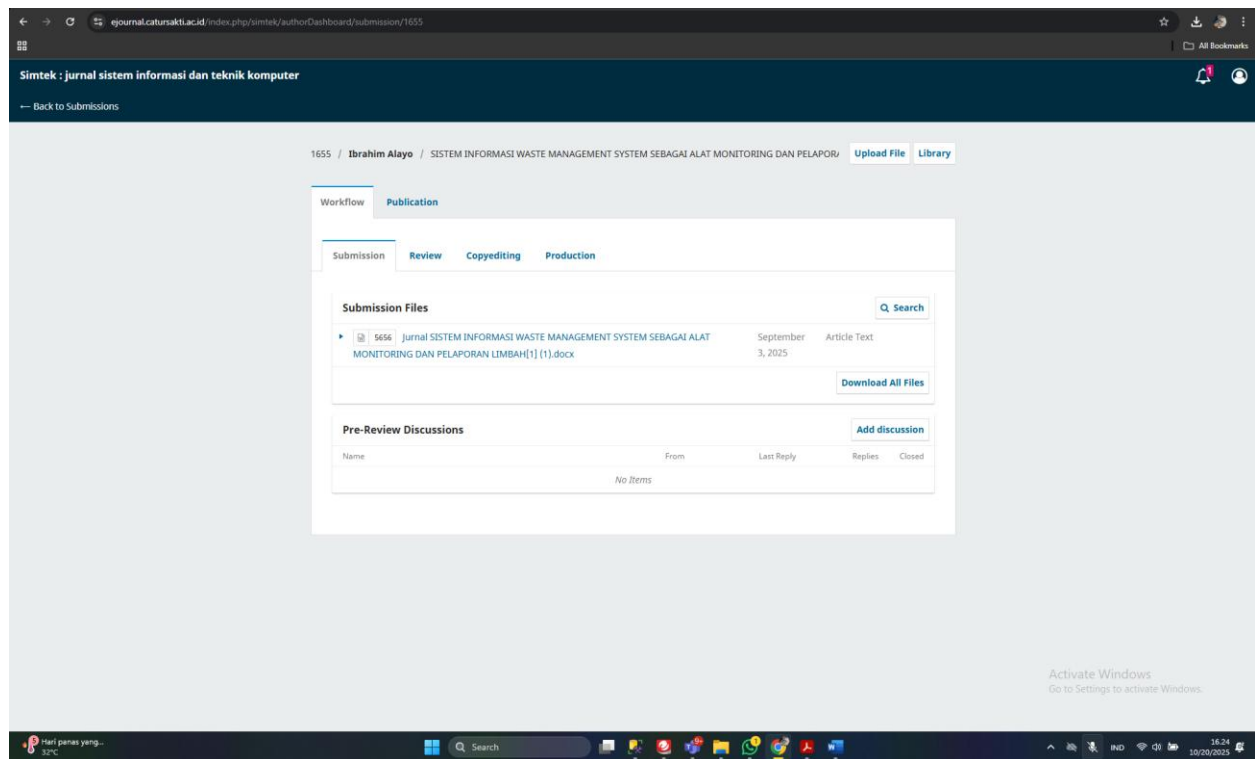 ejournal.catursakti.ac.id/index.php/simtek/authorDashboard/submission/1655
All Bookmarks
Simtek : jurnal sistem informasi dan teknik komputer
1
← Back to Submissions
1655 / Ibrahim Alayo / SISTEM INFORMASI WASTE MANAGEMENT SYSTEM SEBAGAI ALAT MONITORING DAN PELAPOR
Upload File Library
Workflow Publication
Submission Review Copyediting Production
Submission Files Search
5656 Jurnal SISTEM INFORMASI WASTE MANAGEMENT SYSTEM SEBAGAI ALAT September Article Text
MONITORING DAN PELAPORAN LIMBAH[1] (1).docx 3, 2025
Download All Files
Pre-Review Discussions Add discussion
Name From Last Reply Replies Closed
No Items
Activate Windows
Go to Settings to activate Windows.
Hari panas yang...
32°C
Search
IND
16.24
10/20/2025